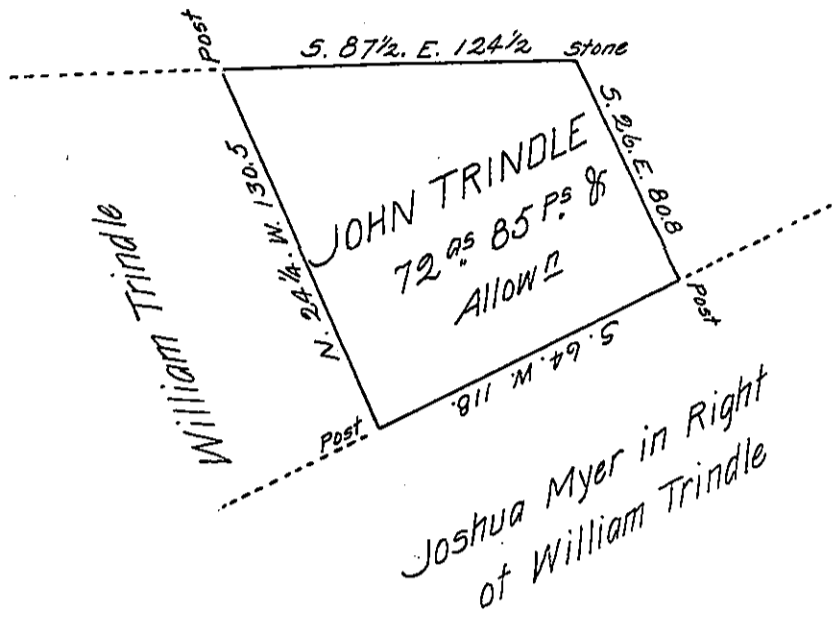 Post
S. 87½. E. 124½
Stone
S. 26. E. 80.8
Post
S. 64. W. 118.
Post
N. 24¼. W. 130.5
JOHN TRINDLE
72 as 85 Ps. &
Allow n
William Trindle
Joshua Myer in Right
of William Trindle